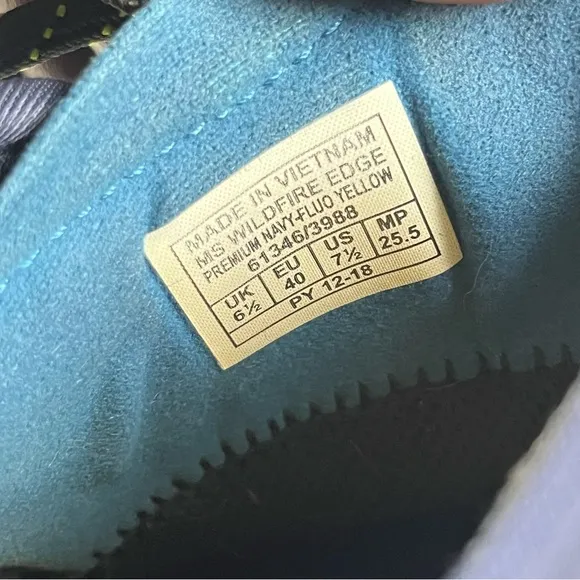 MADE IN VIETNAM
MS WILDFIRE EDGE
PREMIUM NAVY-FLUO YELLOW
61346/3988
UK EU US MP
6½ 40 7½ 25.5
PY 12-18